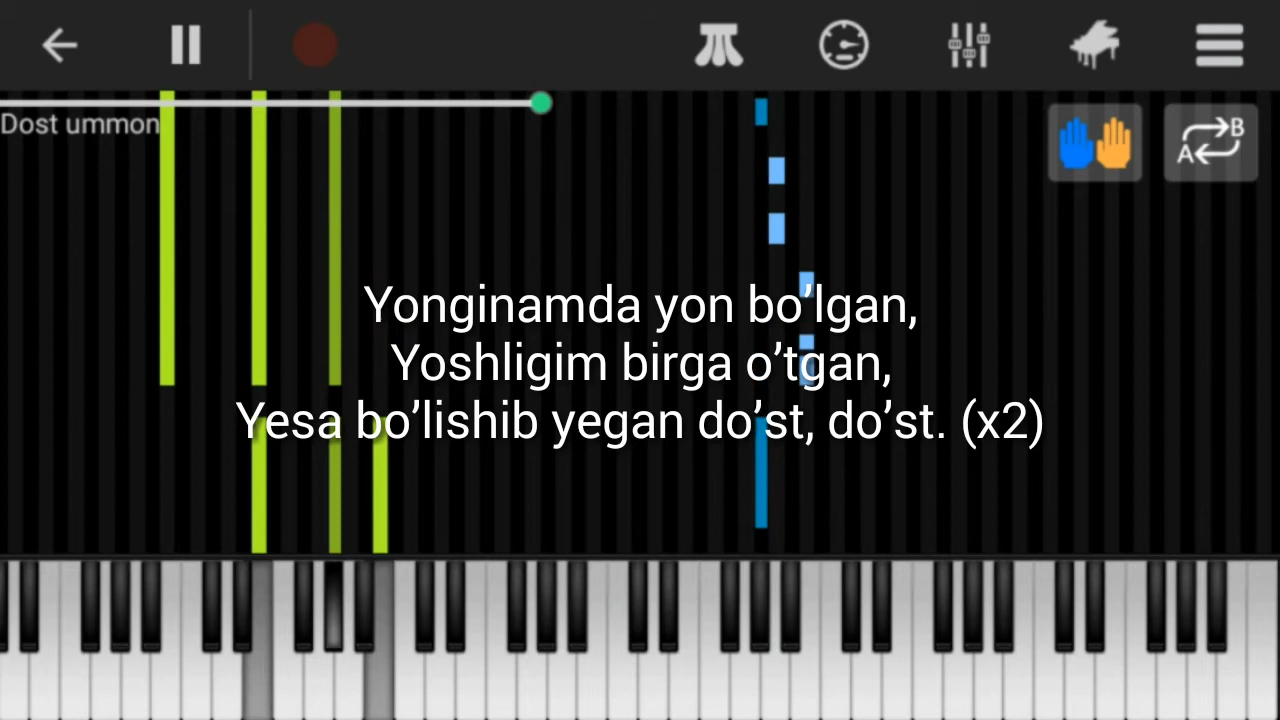 Dost ummon
B
A
Yonginamda yon bo’lgan,
Yoshligim birga o’tgan,
Yesa bo’lishib yegan do’st, do’st. (x2)